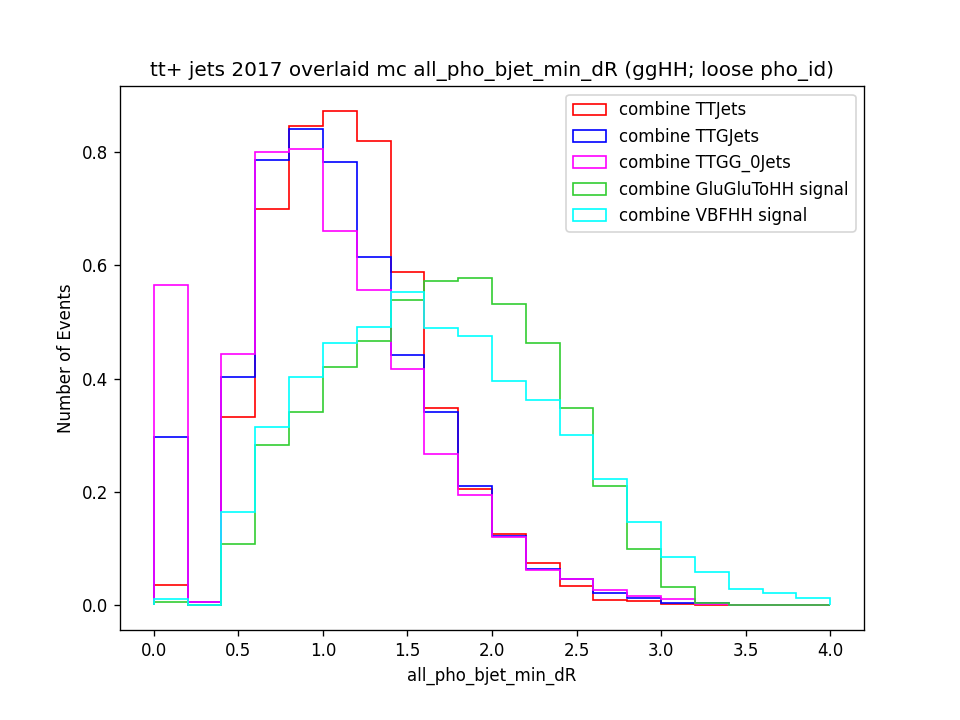 tt+ jets 2017 overlaid mc all_pho_bjet_min_dR (ggHH; loose pho_id)
combine TTJets
combine TTGJets
combine TTGG_0Jets
combine GluGluToHH signal
combine VBFHH signal
Number of Events
0.8
0.6
0.4
0.2
0.0
0.0 0.5 1.0 1.5 2.0 2.5 3.0 3.5 4.0
all_pho_bjet_min_dR